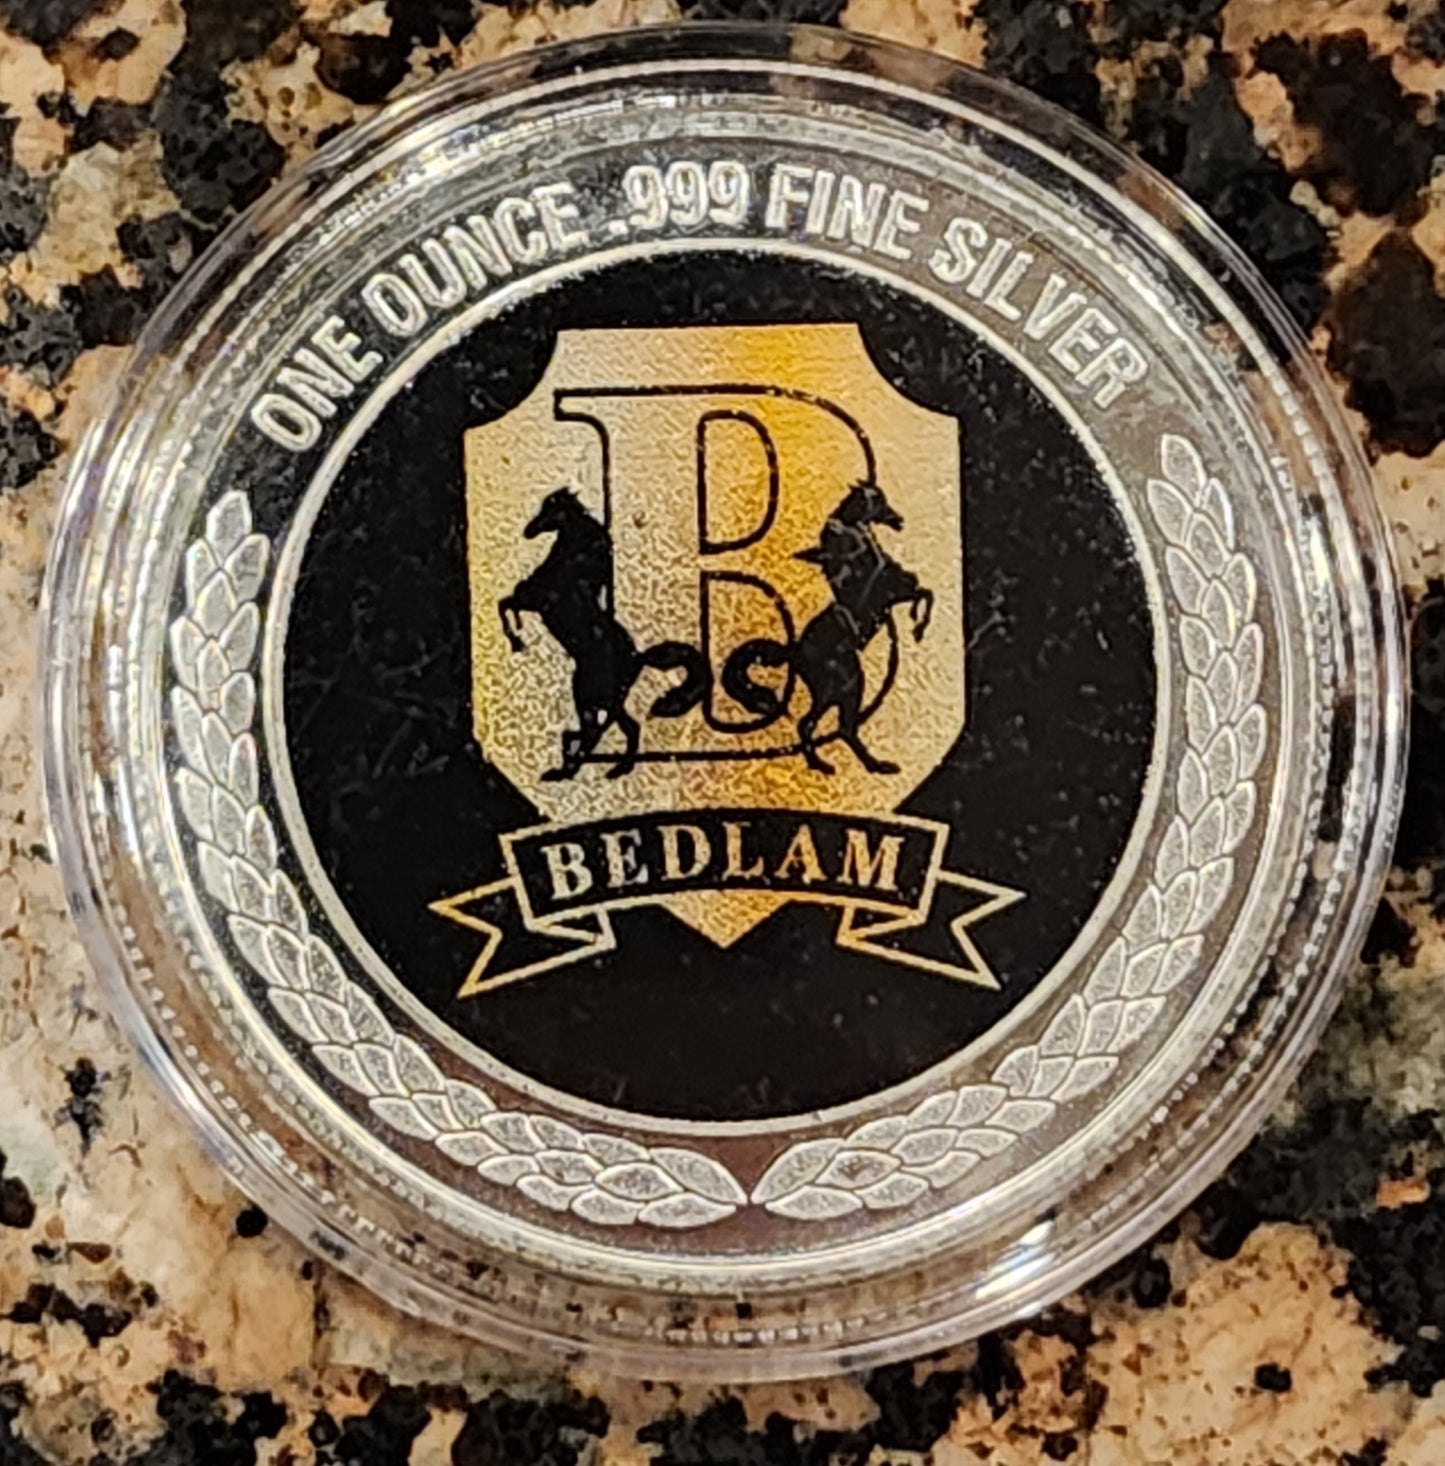 ONE OUNCE .999 FINE SILVER
B
BEDLAM